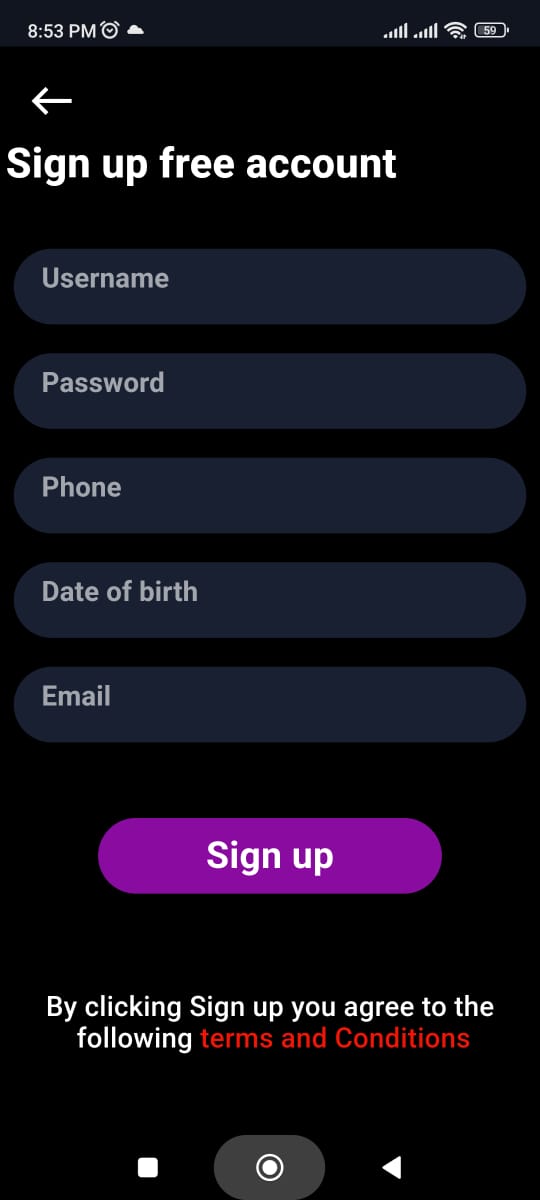 8:53 PM 59
Sign up free account
Username
Password
Phone
Date of birth
Email
Sign up
By clicking Sign up you agree to the
following terms and Conditions